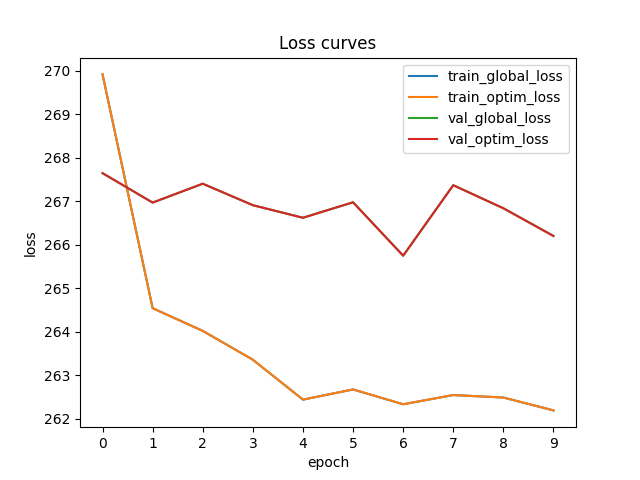 Loss curves
train_global_loss
train_optim_loss
val_global_loss
val_optim_loss
270
269
268
267
266
265
264
263
262
loss
0 1 2 3 4 5 6 7 8 9
epoch